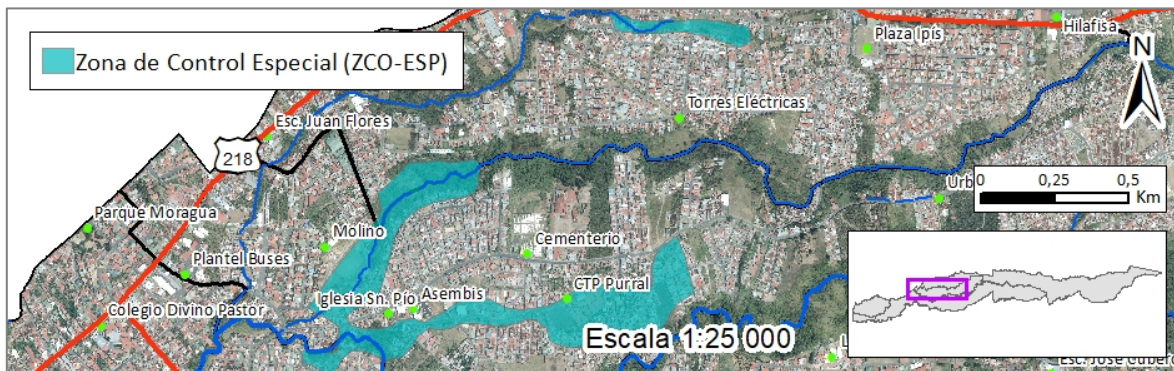 Zona de Control Especial (ZCO-ESP)
Hilafisa
Plaza Ipís
N
Torres Eléctricas
Esc. Juan Flores
218
0 0,25 0,5
Km
Urb
Parque Moragua
Molino
Cementerio
Plantel Buses
Iglesia Sn. Pío
Asembis
CTP Purral
Colegio Divino Pastor
Escala 1:25 000
L